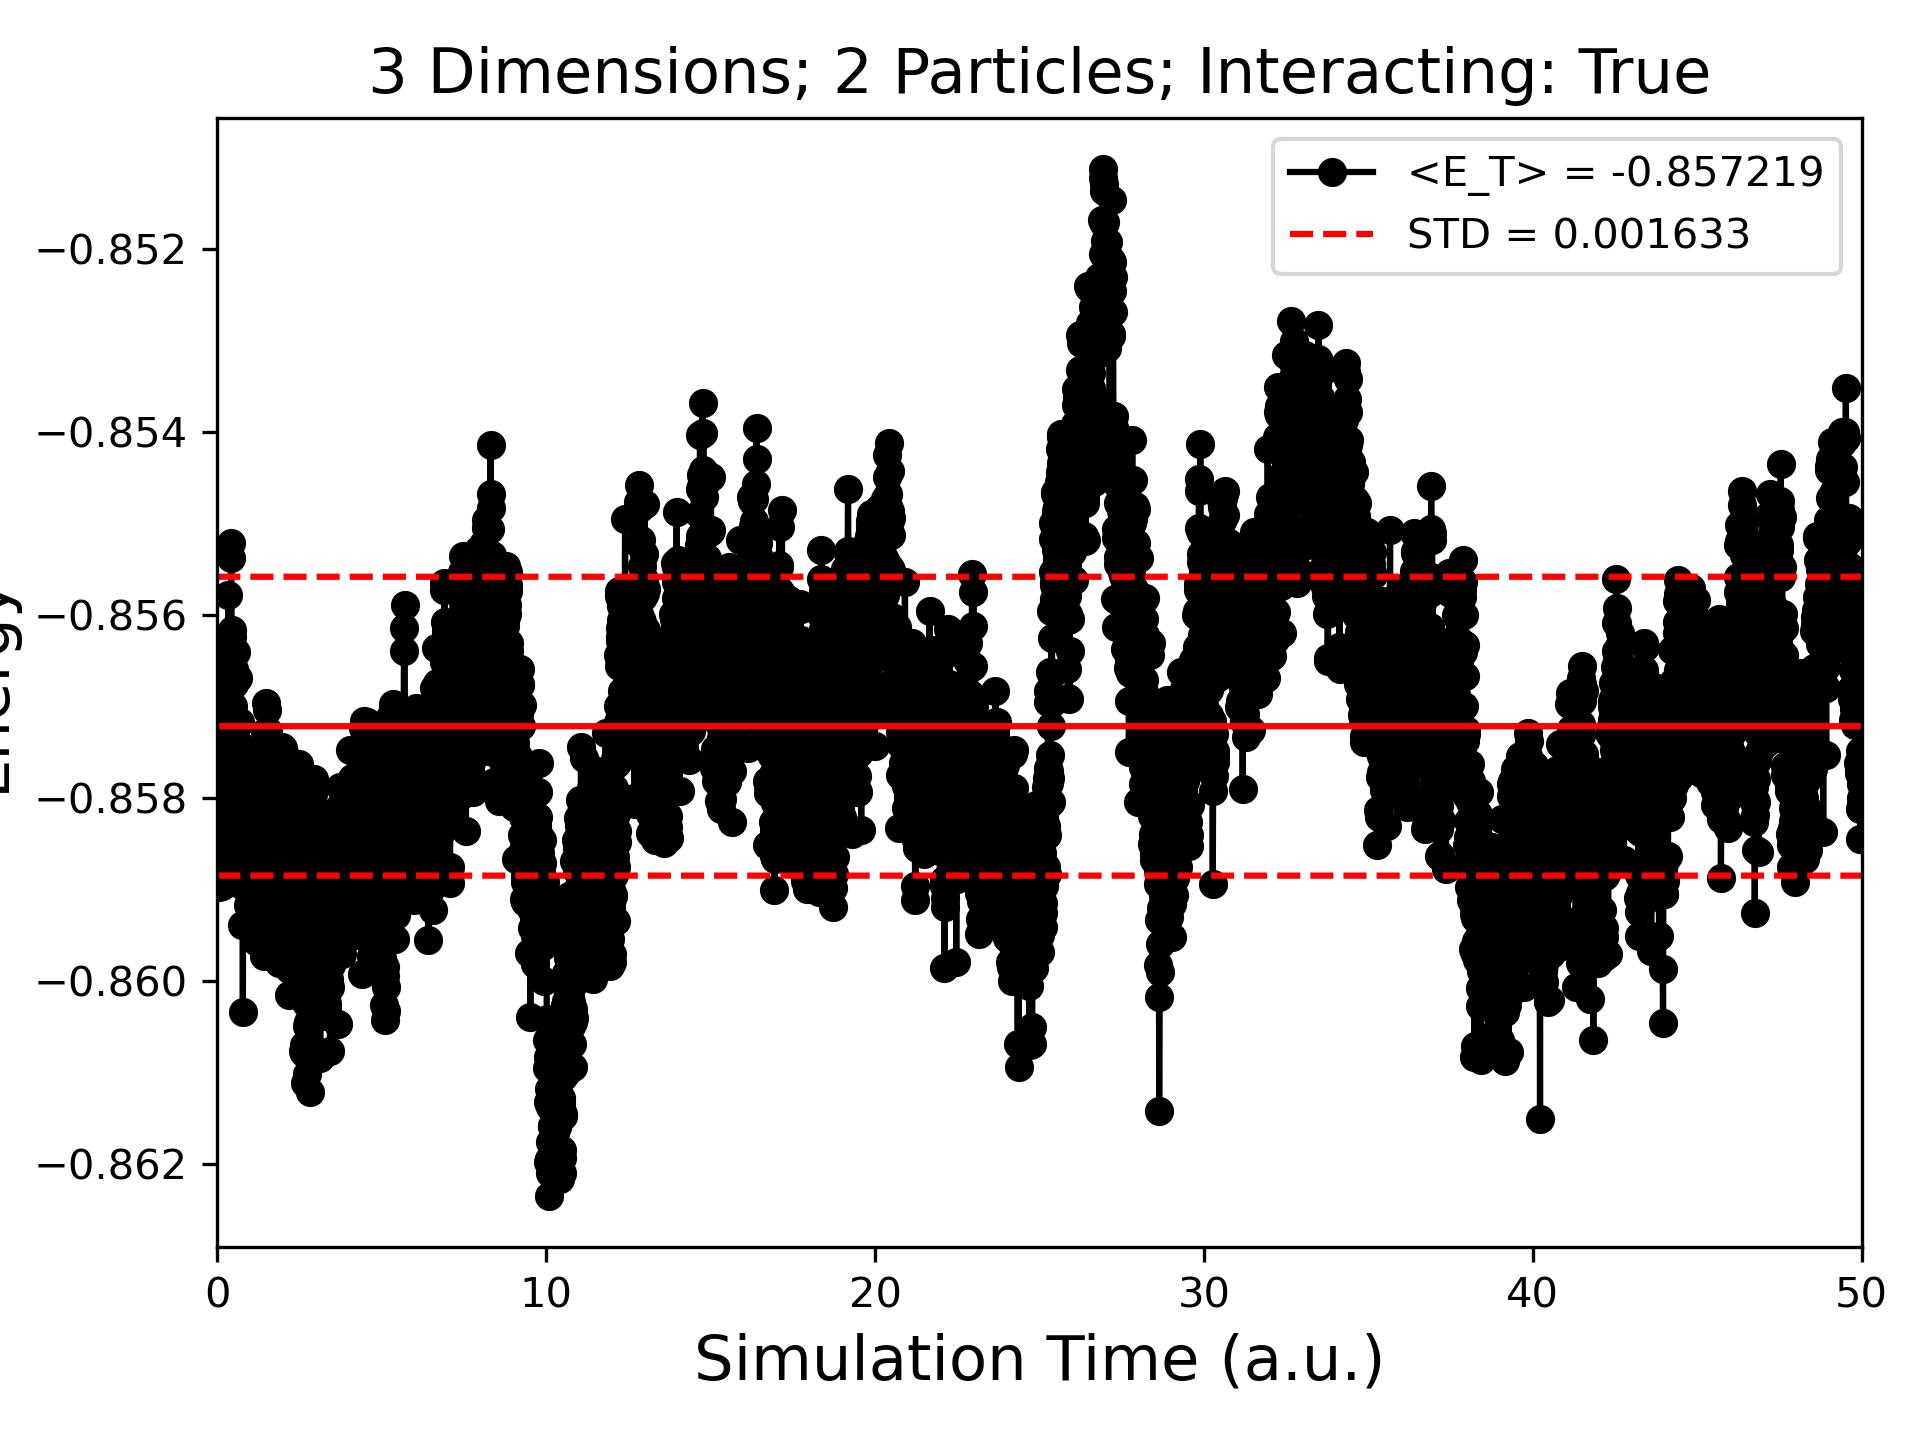 3 Dimensions; 2 Particles; Interacting: True
<E_T> = -0.857219
STD = 0.001633
Energy
−0.852
−0.854
−0.856
−0.858
−0.860
−0.862
0 10 20 30 40 50
Simulation Time (a.u.)